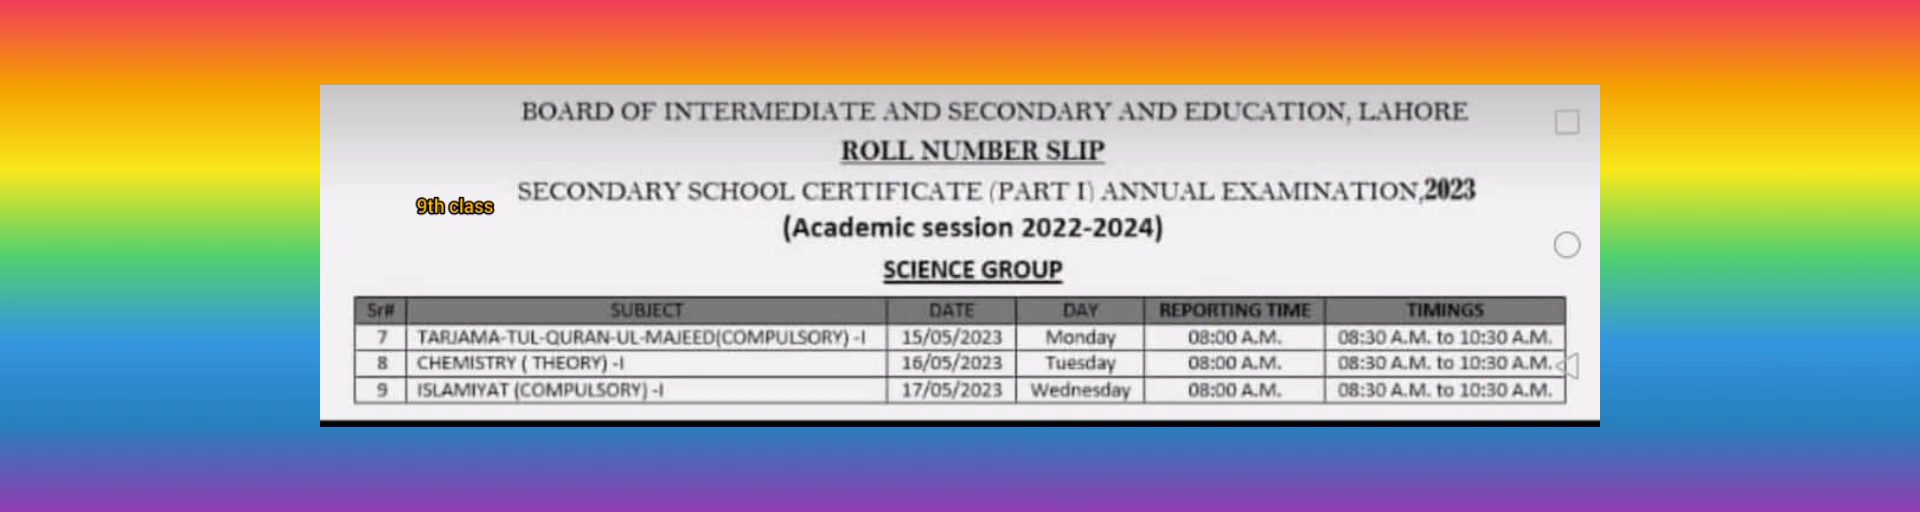 BOARD OF INTERMEDIATE AND SECONDARY AND EDUCATION, LAHORE
ROLL NUMBER SLIP
SECONDARY SCHOOL CERTIFICATE (PART I) ANNUAL EXAMINATION,2023
9th class
(Academic session 2022-2024)
SCIENCE GROUP
Sr# SUBJECT DATE DAY REPORTING TIME TIMINGS
7 TARJAMA-TUL-QURAN-UL-MAJEED(COMPULSORY) -I 15/05/2023 Monday 08:00 A.M. 08:30 A.M. to 10:30 A.M.
8 CHEMISTRY ( THEORY) -I 16/05/2023 Tuesday 08:00 A.M. 08:30 A.M. to 10:30 A.M.
9 ISLAMIYAT (COMPULSORY) -I 17/05/2023 Wednesday 08:00 A.M. 08:30 A.M. to 10:30 A.M.